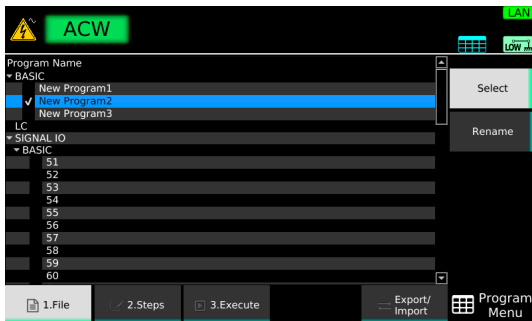 LAN
ACW
LOW
Program Name
BASIC
New Program1
New Program2
New Program3
LC
SIGNAL IO
BASIC
51
52
53
54
55
56
57
58
59
60
Select
Rename
1.File
2.Steps
3.Execute
Export/
Import
Program
Menu